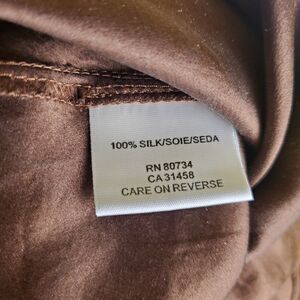 100% SILK/SOIE/SEDA
RN 80734
CA 31458
CARE ON REVERSE